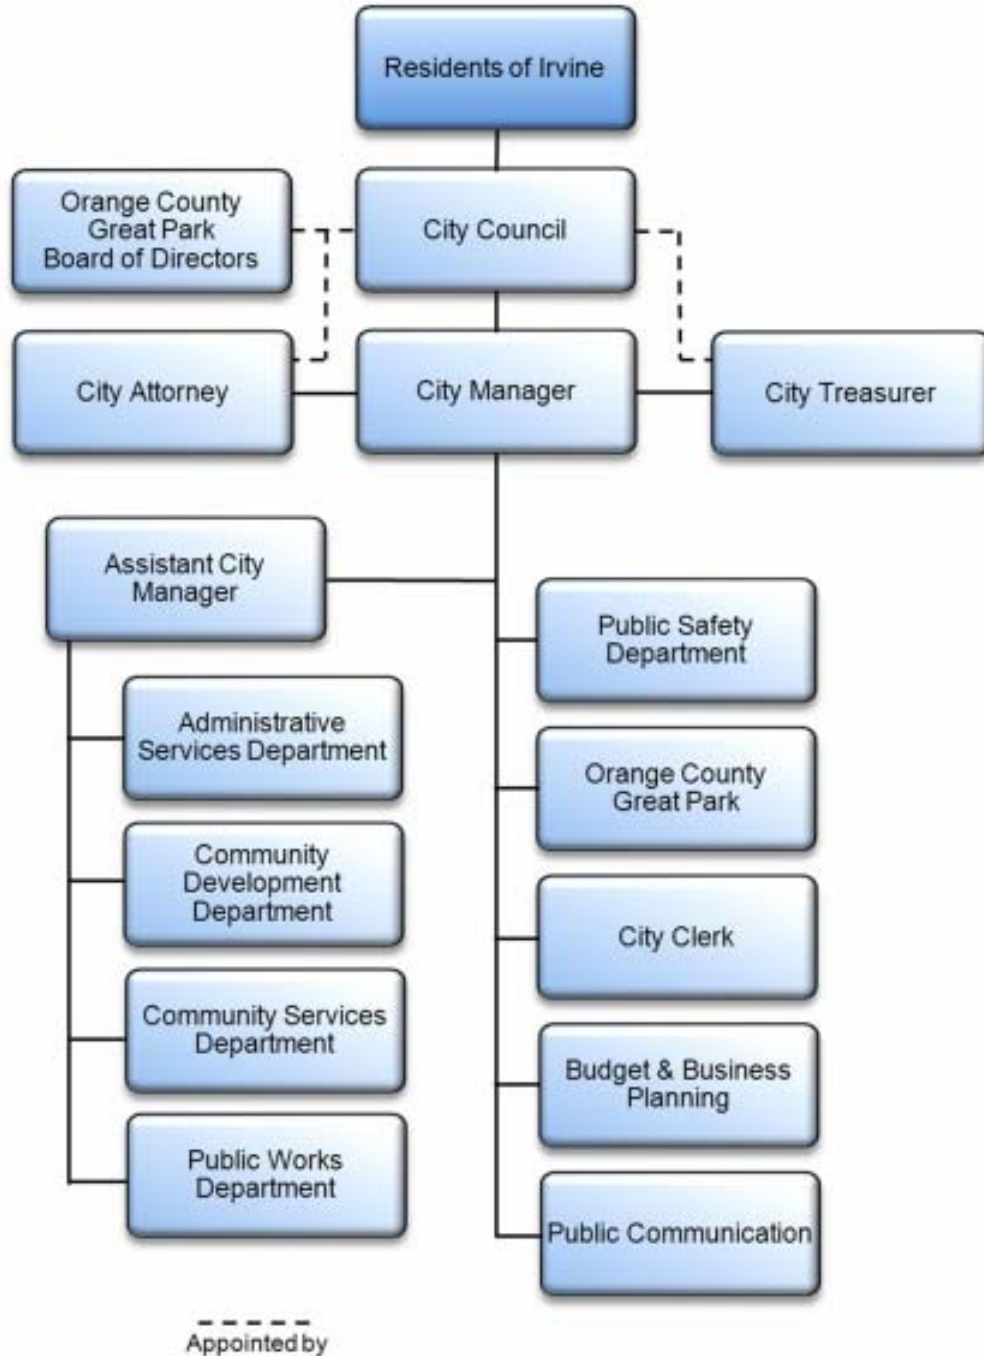 Residents of Irvine
Orange County
Great Park
Board of Directors
City Council
City Attorney
City Manager
City Treasurer
Assistant City
Manager
Administrative
Services Department
Community
Development
Department
Community Services
Department
Public Works
Department
Public Safety
Department
Orange County
Great Park
City Clerk
Budget & Business
Planning
Public Communication
Appointed by